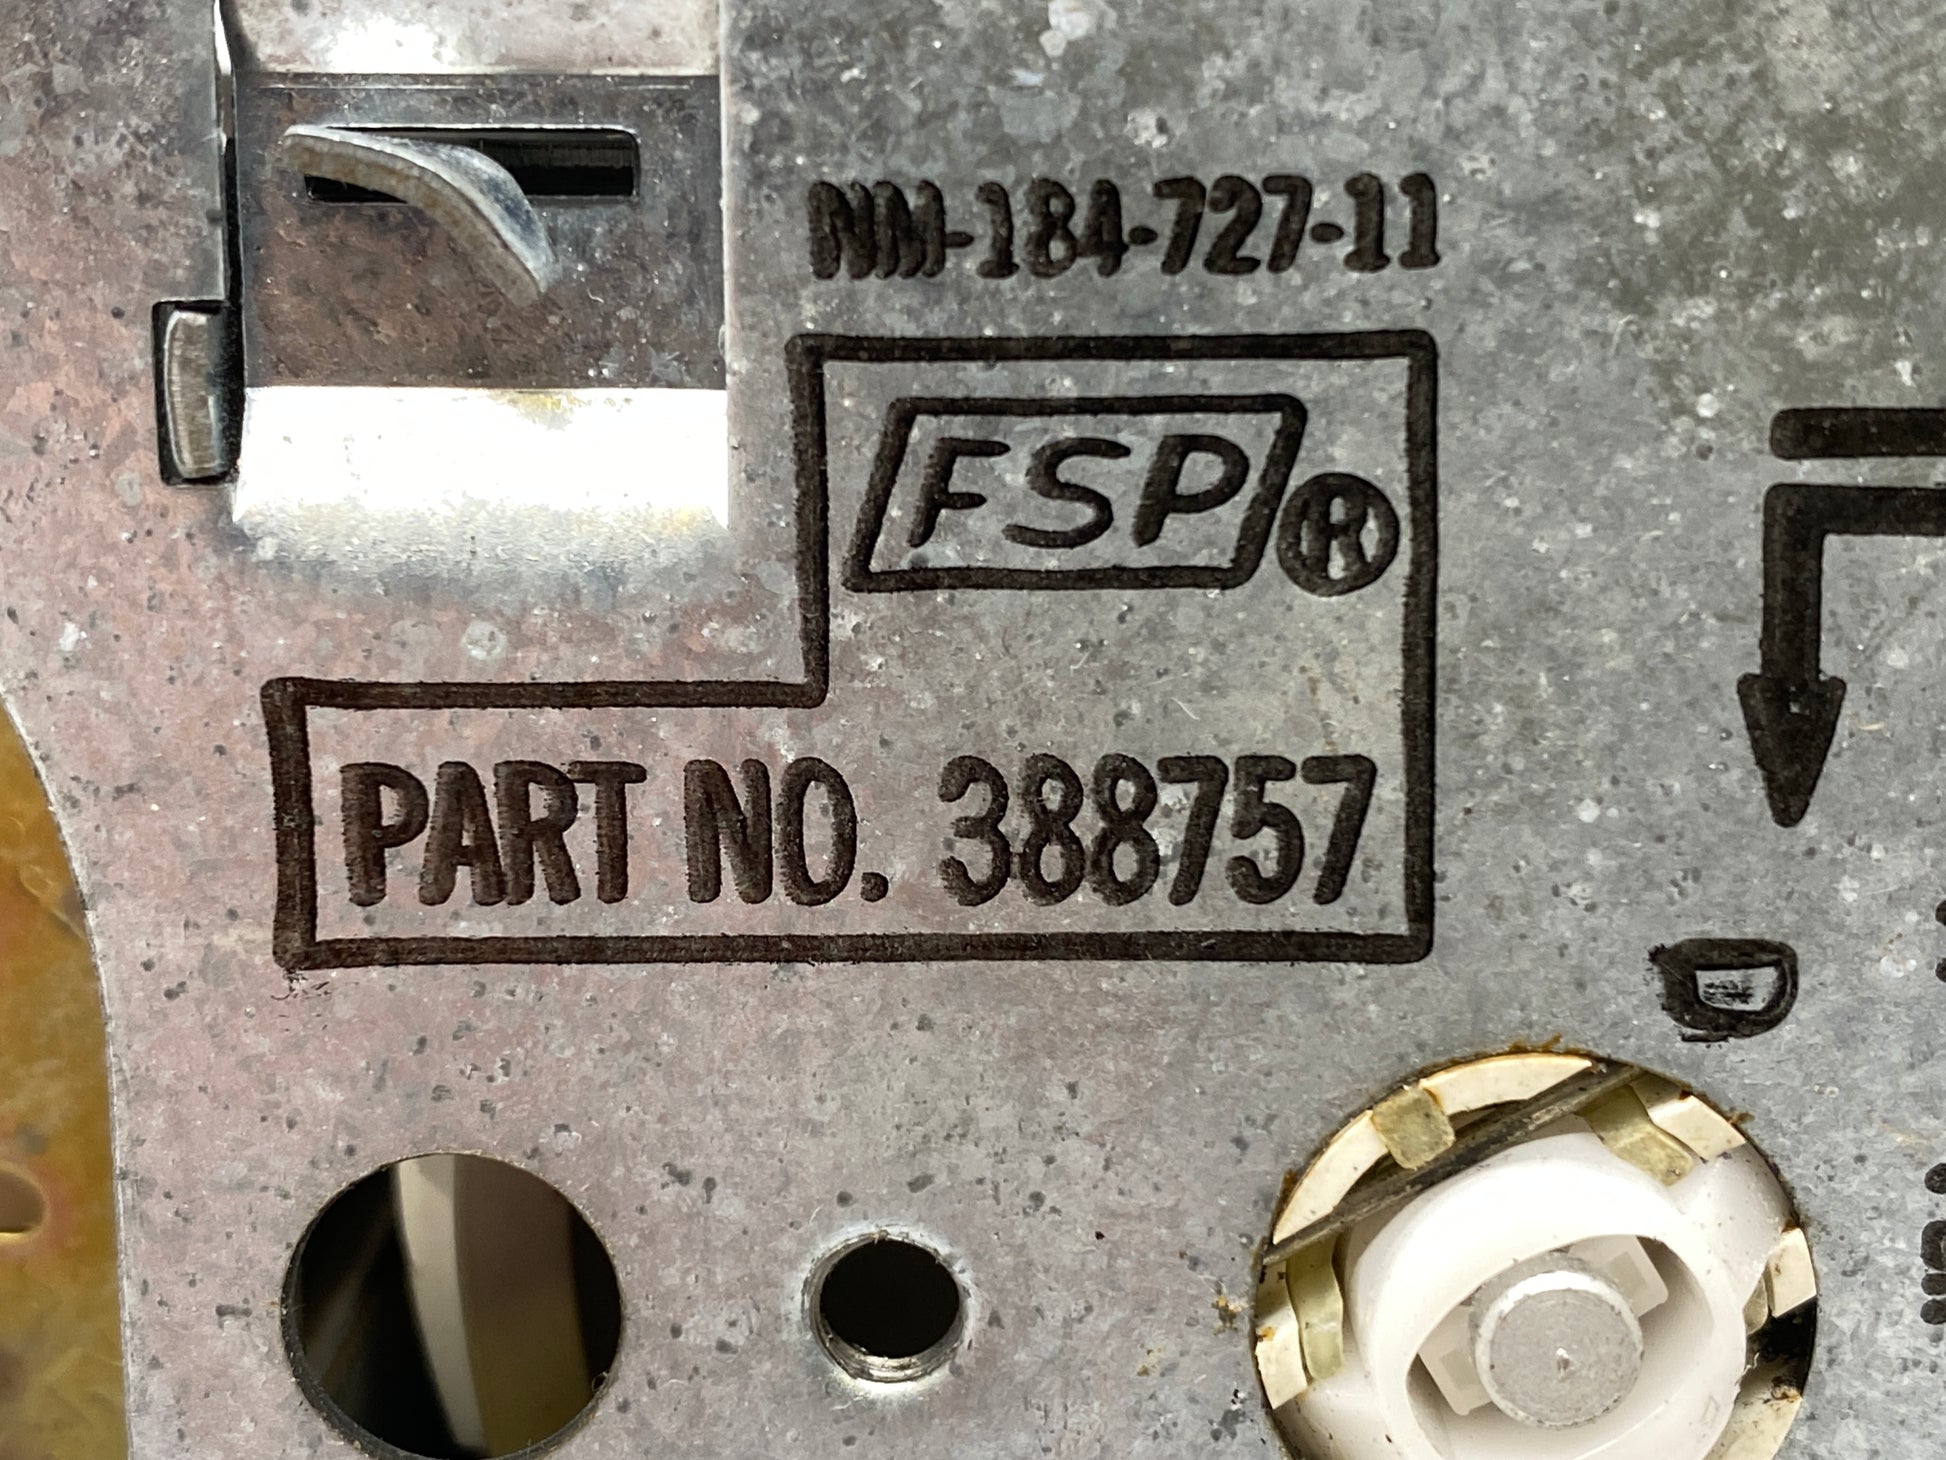 NM-184-727-11
FSP®
PART NO. 388757
D